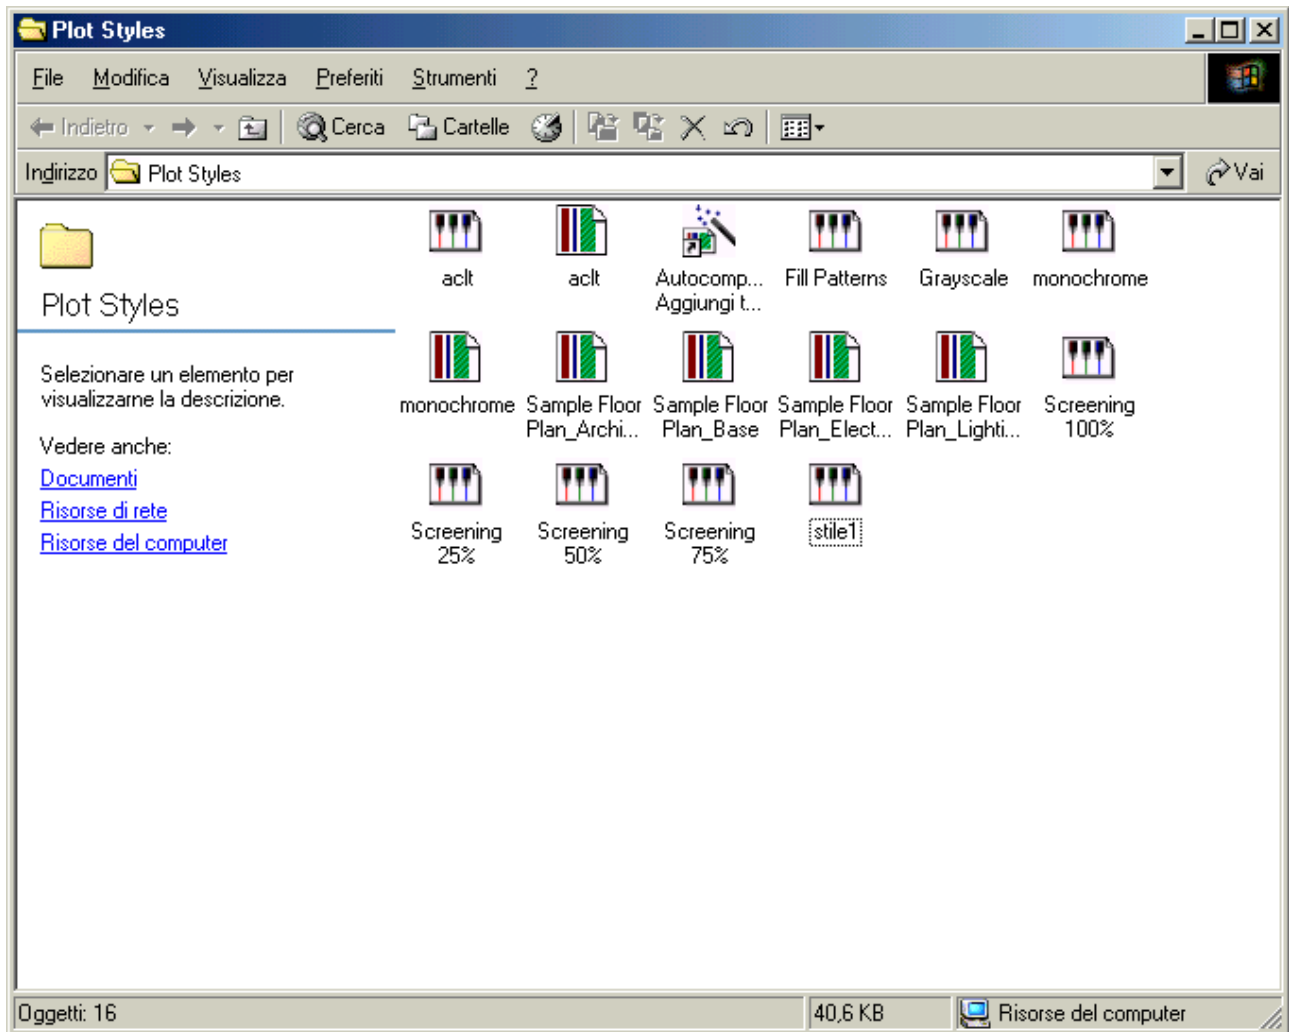 Plot Styles
File Modifica Visualizza Preferiti Strumenti ?
Indietro Cerca Cartelle
Indirizzo Plot Styles Vai
Plot Styles
Selezionare un elemento per
visualizzarne la descrizione.
Vedere anche:
Documenti
Risorse di rete
Risorse del computer
aclt aclt Autocomp... Fill Patterns Grayscale monochrome
Aggiungi t...
monochrome Sample Floor Sample Floor Sample Floor Sample Floor Screening
Plan_Archi... Plan_Base Plan_Elect... Plan_Lighti... 100%
Screening Screening Screening stile1
25% 50% 75%
Oggetti: 16 40,6 KB Risorse del computer